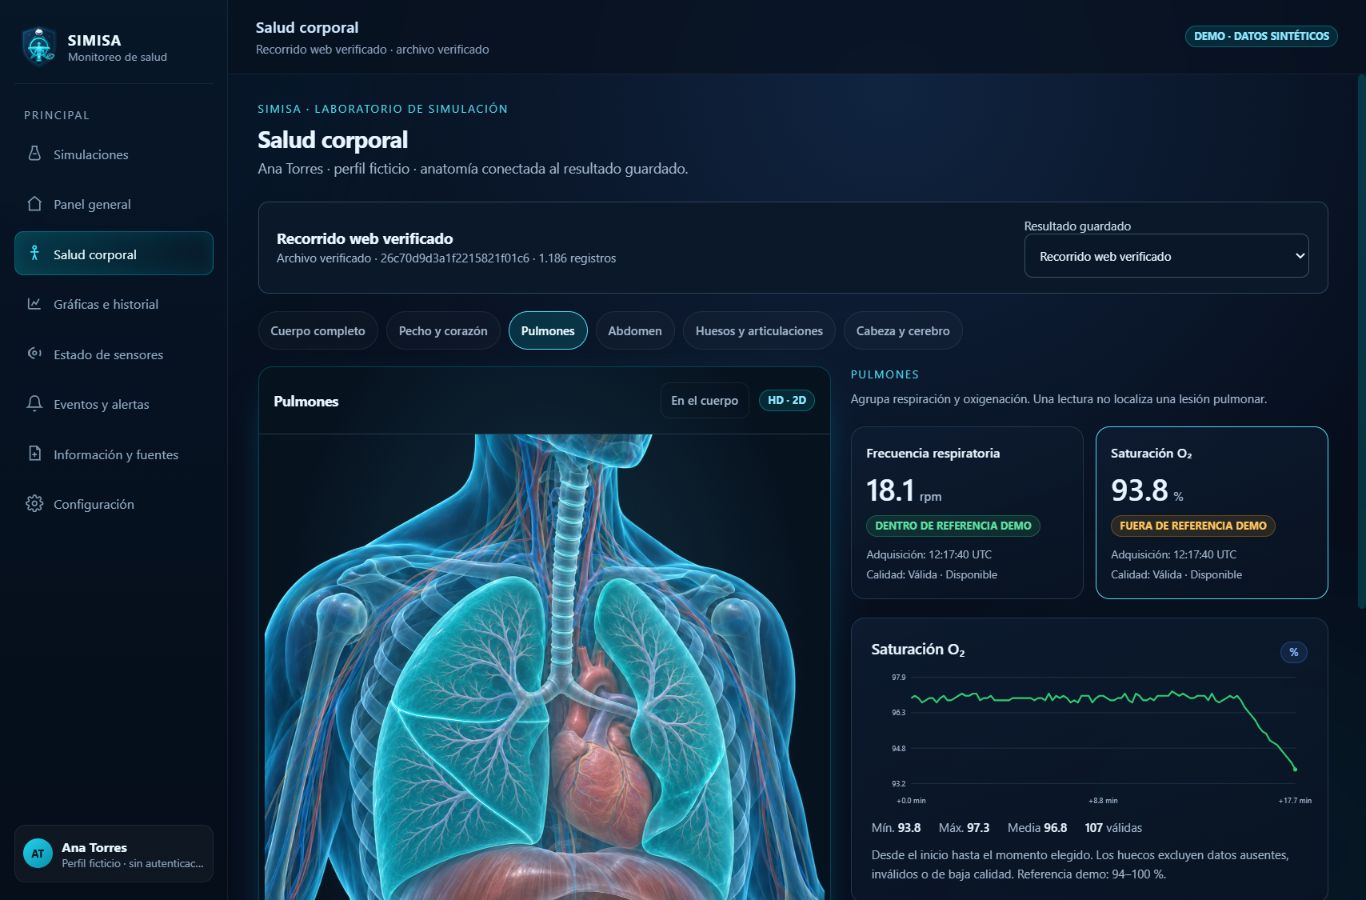 SIMISA
Monitoreo de salud
PRINCIPAL
Simulaciones
Panel general
Salud corporal
Gráficas e historial
Estado de sensores
Eventos y alertas
Información y fuentes
Configuración
AT
Ana Torres
Perfil ficticio · sin autenticac...
Salud corporal
Recorrido web verificado · archivo verificado
DEMO · DATOS SINTÉTICOS
SIMISA · LABORATORIO DE SIMULACIÓN
Salud corporal
Ana Torres · perfil ficticio · anatomía conectada al resultado guardado.
Recorrido web verificado
Archivo verificado · 26c70d9d3a1f2215821f01c6 · 1.186 registros
Resultado guardado
Recorrido web verificado
Cuerpo completo
Pecho y corazón
Pulmones
Abdomen
Huesos y articulaciones
Cabeza y cerebro
Pulmones
En el cuerpo
HD · 2D
PULMONES
Agrupa respiración y oxigenación. Una lectura no localiza una lesión pulmonar.
Frecuencia respiratoria
18.1 rpm
DENTRO DE REFERENCIA DEMO
Adquisición: 12:17:40 UTC
Calidad: Válida · Disponible
Saturación O₂
93.8 %
FUERA DE REFERENCIA DEMO
Adquisición: 12:17:40 UTC
Calidad: Válida · Disponible
Saturación O₂
%
97.9
96.3
94.8
93.2
+0.0 min
+8.8 min
+17.7 min
Mín. 93.8 Máx. 97.3 Media 96.8 107 válidas
Desde el inicio hasta el momento elegido. Los huecos excluyen datos ausentes,
inválidos o de baja calidad. Referencia demo: 94–100 %.